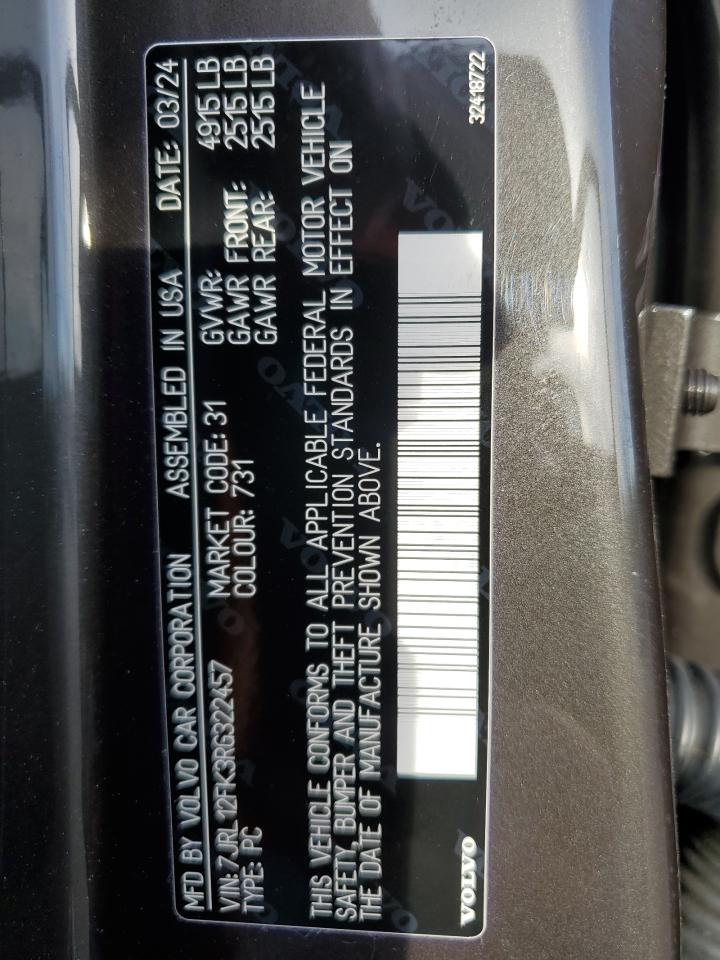 MFD BY VOLVO CAR CORPORATION ASSEMBLED IN USA DATE: 03/24
VIN: 7JRL12FK3RG322457 MARKET CODE: 31 GVWR: 4915 LB
TYPE: PC COLOUR: 731 GAWR FRONT: 2515 LB
GAWR REAR: 2515 LB
THIS VEHICLE CONFORMS TO ALL APPLICABLE FEDERAL MOTOR VEHICLE
SAFETY, BUMPER AND THEFT PREVENTION STANDARDS IN EFFECT ON
THE DATE OF MANUFACTURE SHOWN ABOVE.
VOLVO
32418722